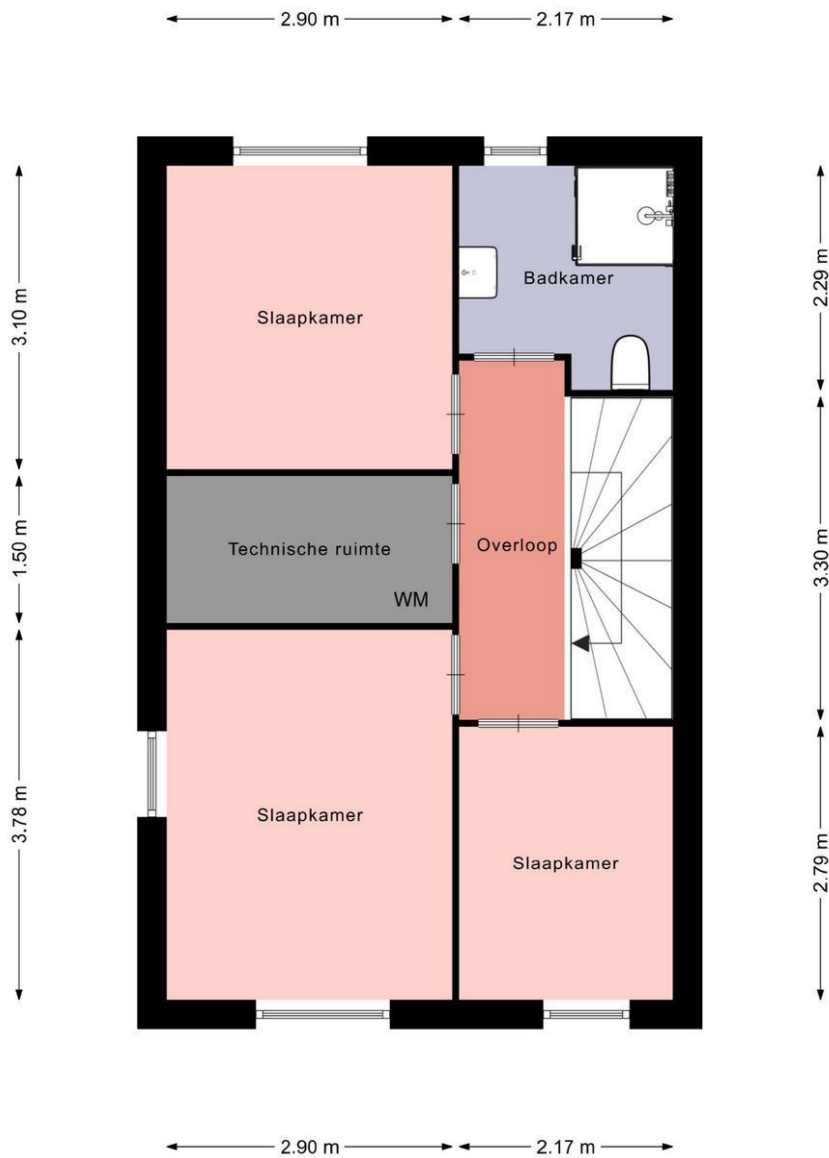 2.90 m
2.17 m
3.10 m
2.29 m
Badkamer
Slaapkamer
1.50 m
3.30 m
Technische ruimte
Overloop
WM
3.78 m
2.79 m
Slaapkamer
Slaapkamer
2.90 m
2.17 m